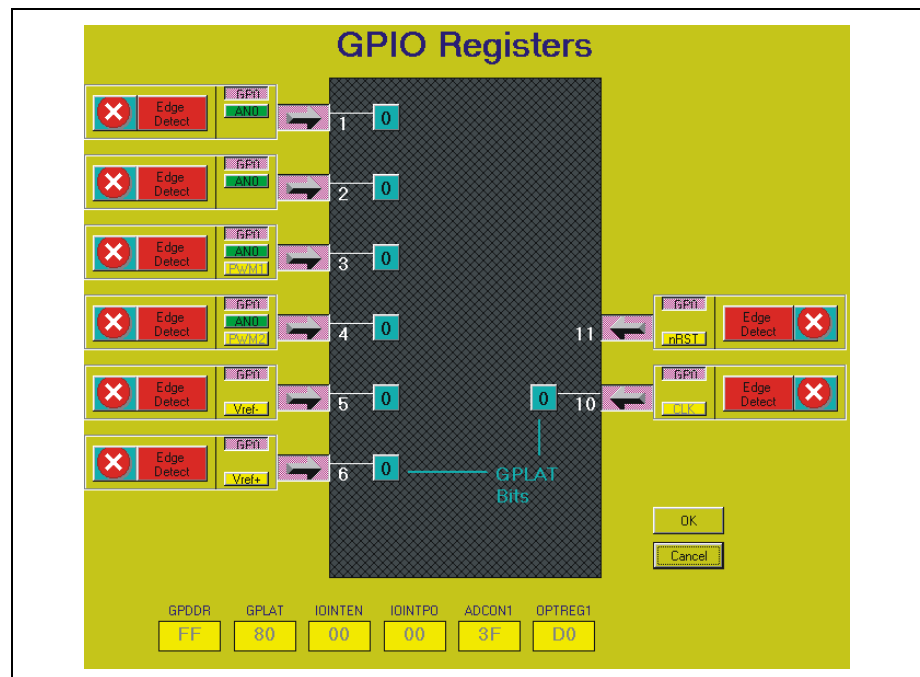 GPIO Registers
Edge Detect GP0 AN0 1 0
Edge Detect GP0 AN0 2 0
Edge Detect GP0 AN0 PWM1 3 0
Edge Detect GP0 AN0 PWM2 4 0 11 GP0 nRST Edge Detect
Edge Detect GP0 Vref- 5 0 0 10 GP0 CLK Edge Detect
Edge Detect GP0 Vref+ 6 0 GPLAT Bits
OK
Cancel
GPDDR GPLAT IOINTEN IOINTPO ADCON1 OPTREG1
FF 80 00 00 3F D0